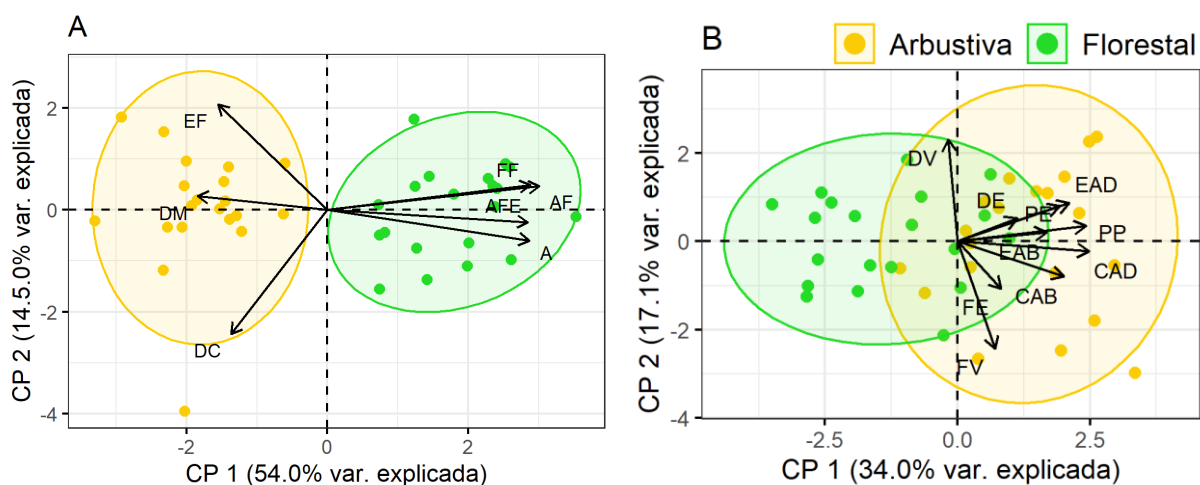 A
CP 2 (14.5.0% var. explicada)
2
0
-2
-4
EF
DM
DC
FF
AF
AFE
A
-2
0
2
CP 1 (54.0% var. explicada)
B
Arbustiva
Florestal
CP 2 (17.1% var. explicada)
2
0
-2
-4
DV
DE
EAD
PE
PP
EAB
CAD
CAB
FE
FV
-2.5
0.0
2.5
CP 1 (34.0% var. explicada)